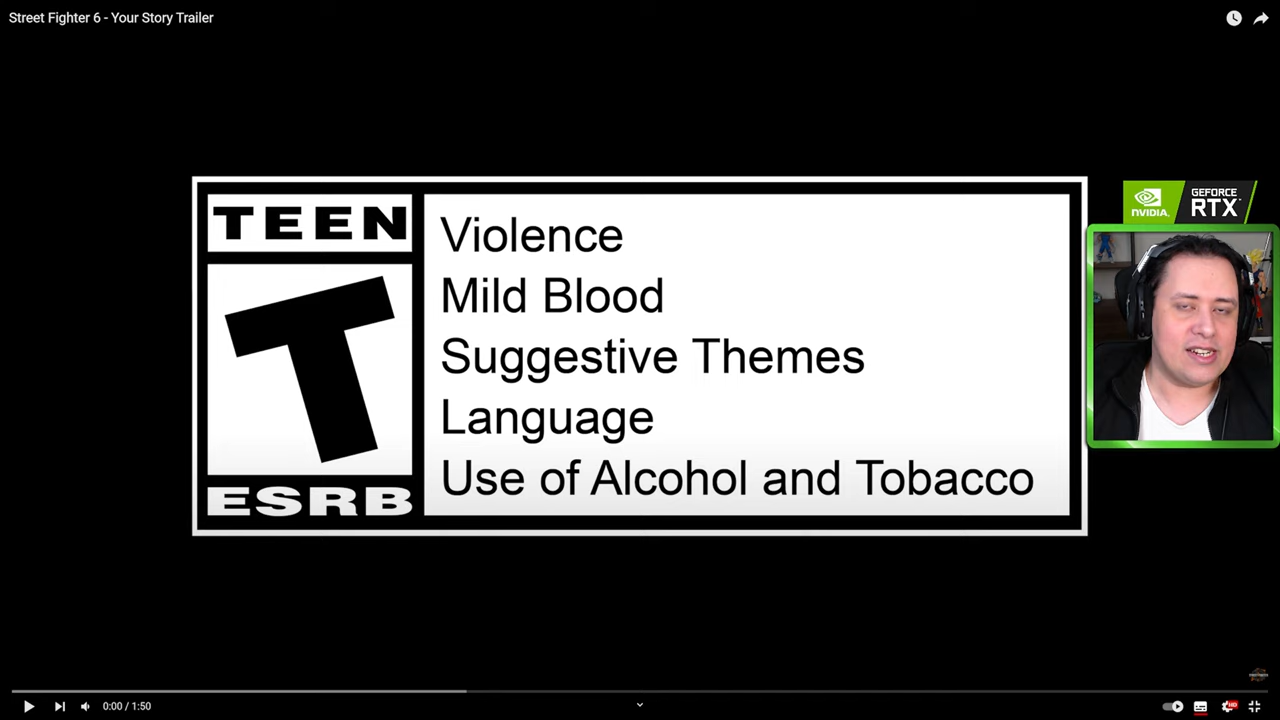 Street Fighter 6 - Your Story Trailer
TEEN
T
ESRB
Violence
Mild Blood
Suggestive Themes
Language
Use of Alcohol and Tobacco
NVIDIA.
GEFORCE
RTX
0:00 / 1:50
HD